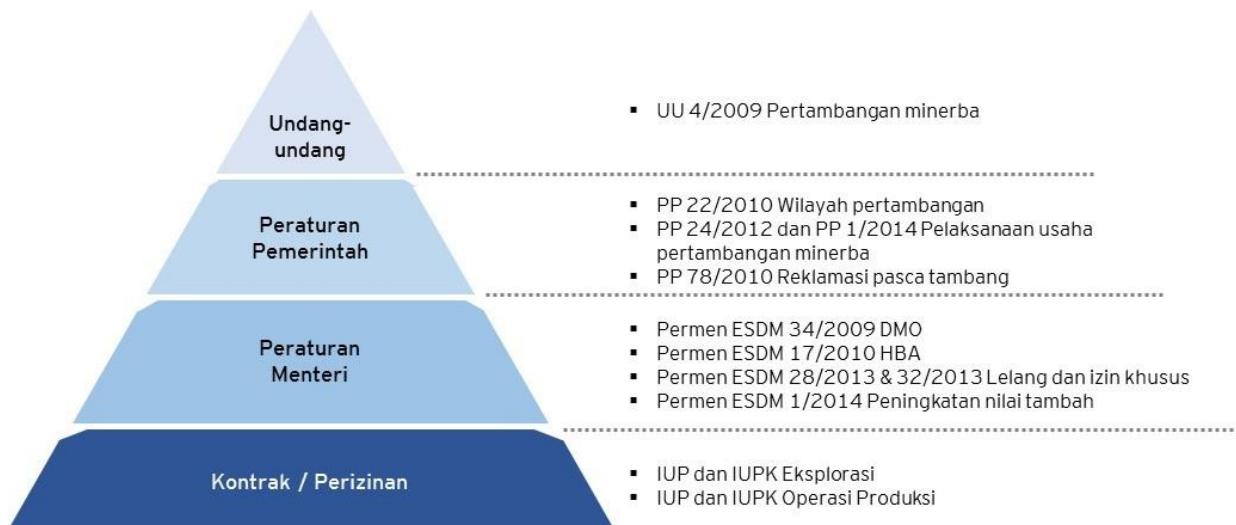 Undang-
undang
▪ UU 4/2009 Pertambangan minerba
Peraturan
Pemerintah
▪ PP 22/2010 Wilayah pertambangan
▪ PP 24/2012 dan PP 1/2014 Pelaksanaan usaha
pertambangan minerba
▪ PP 78/2010 Reklamasi pasca tambang
Peraturan
Menteri
▪ Permen ESDM 34/2009 DMO
▪ Permen ESDM 17/2010 HBA
▪ Permen ESDM 28/2013 & 32/2013 Lelang dan izin khusus
▪ Permen ESDM 1/2014 Peningkatan nilai tambah
Kontrak / Perizinan
▪ IUP dan IUPK Eksplorasi
▪ IUP dan IUPK Operasi Produksi